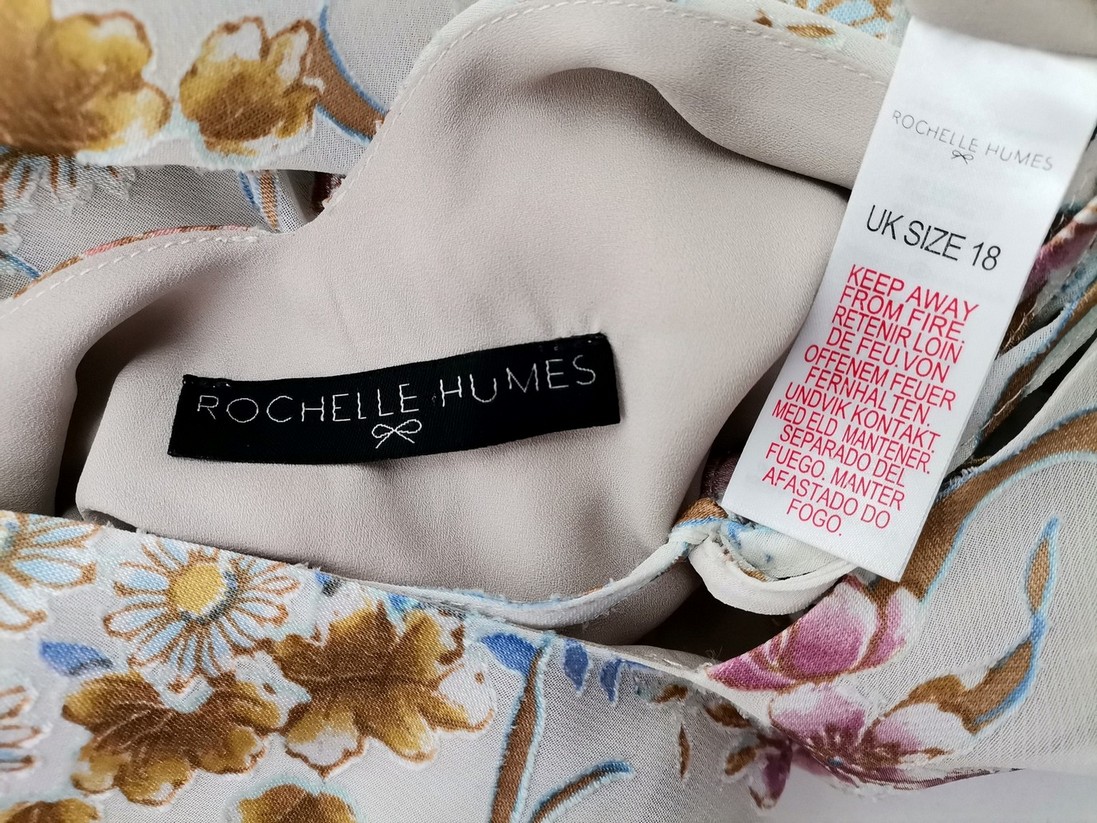 ROCHELLE HUMES
ROCHELLE HUMES
UK SIZE 18
KEEP AWAY
FROM FIRE.
RETENIR LOIN
DE FEU.VON
OFFENEM FEUER
FERNHALTEN.
UNDVIK KONTAKT
MED ELD. MANTENER.
SEPARADO DEL
FUEGO. MANTER
AFASTADO DO
FOGO.